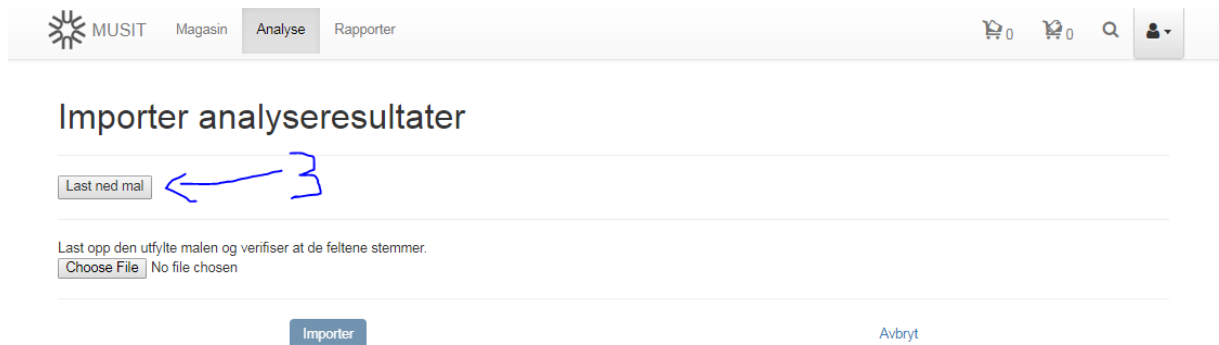 MUSIT Magasin Analyse Rapporter 0 0
Importer analyseresultater
Last ned mal 3
Last opp den utfylte malen og verifiser at de feltene stemmer.
Choose File No file chosen
Importer Avbryt